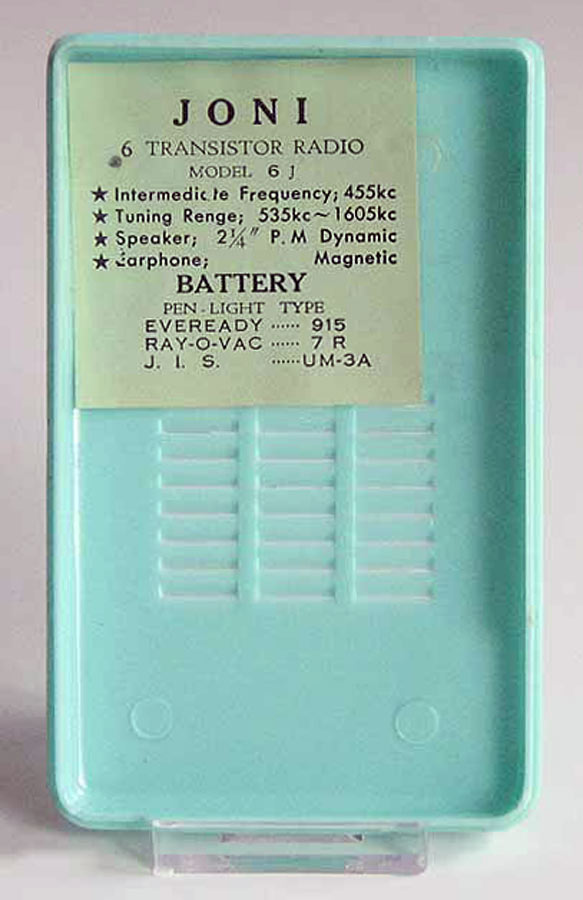 JONI
6 TRANSISTOR RADIO
MODEL 6 J
★ Intermediate Frequency; 455kc
★ Tuning Renge; 535kc~1605kc
★ Speaker; 2¼" P.M Dynamic
★ Earphone; Magnetic
BATTERY
PEN-LIGHT TYPE
EVEREADY ...... 915
RAY-O-VAC ...... 7 R
J. I. S. ......UM-3A